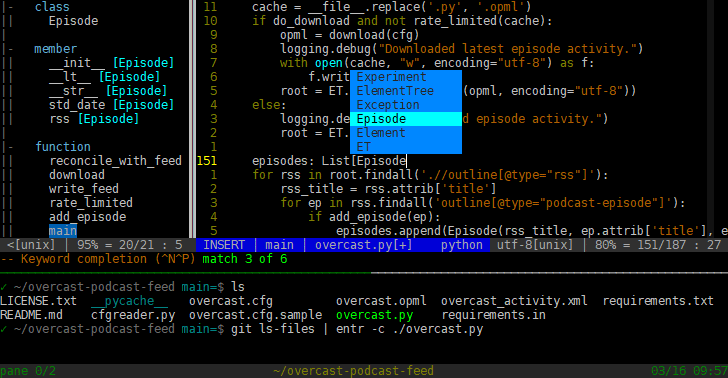 |- class
||   Episode
|
|- member
||   __init__ [Episode]
||   __lt__ [Episode]
||   __str__ [Episode]
||   std_date [Episode]
||   rss [Episode]
|
|- function
||   reconcile_with_feed
||   download
||   write_feed
||   rate_limited
||   add_episode
||   main
11     cache = __file__.replace('.py', '.opml')
10     if do_download and not rate_limited(cache):
9         opml = download(cfg)
8         logging.debug("Downloaded latest episode activity.")
7         with open(cache, "w", encoding="utf-8") as f:
6             f.writ
5         root = ET. (opml, encoding="utf-8"))
4     else:
3         logging.de d episode activity.")
2         root = ET.
1
151     episodes: List[Episode
1     for rss in root.findall('.//outline[@type="rss"]'):
2         rss_title = rss.attrib['title']
3         for ep in rss.findall('outline[@type="podcast-episode"]'):
4             if add_episode(ep):
5                 episodes.append(Episode(rss_title, ep.attrib['title'], e
Experiment
ElementTree
Exception
Episode
Element
ET
<[unix] | 95% = 20/21 : 5  INSERT | main | overcast.py[+]    python  utf-8[unix] | 80% = 151/187 : 27
-- Keyword completion (^N^P) match 3 of 6
✓ ~/overcast-podcast-feed main=$ ls
LICENSE.txt  __pycache__  overcast.cfg         overcast.opml  overcast_activity.xml  requirements.txt
README.md    cfgreader.py  overcast.cfg.sample  overcast.py    requirements.in
✓ ~/overcast-podcast-feed main=$ git ls-files | entr -c ./overcast.py
pane 0/2  ~/overcast-podcast-feed  03/16 09:57